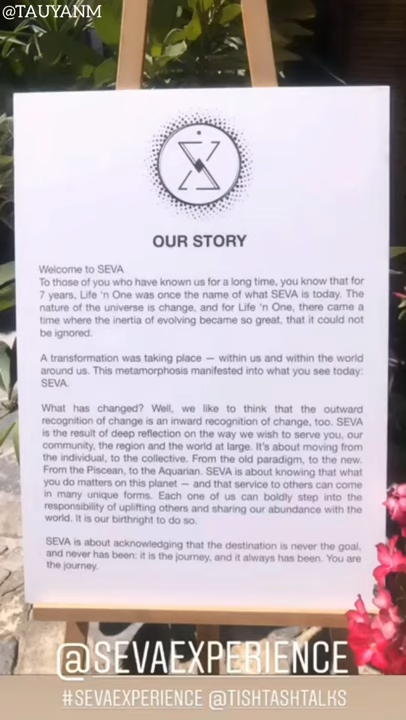 @TAUYANM
OUR STORY
Welcome to SEVA
To those of you who have known us for a long time, you know that for
7 years, Life 'n One was once the name of what SEVA is today. The
nature of the universe is change, and for Life 'n One, there came a
time where the inertia of evolving became so great, that it could not
be ignored.
A transformation was taking place — within us and within the world
around us. This metamorphosis manifested into what you see today:
SEVA.
What has changed? Well, we like to think that the outward
recognition of change is an inward recognition of change, too. SEVA
is the result of deep reflection on the way we wish to serve you, our
community, the region and the world at large. It's about moving from
the individual, to the collective. From the old paradigm, to the new.
From the Piscean, to the Aquarian. SEVA is about knowing that what
you do matters on this planet — and that service to others can come
in many unique forms. Each one of us can boldly step into the
responsibility of uplifting others and sharing our abundance with the
world. It is our birthright to do so.
SEVA is about acknowledging that the destination is never the goal,
and never has been: it is the journey, and it always has been. You are
the journey.
@SEVAEXPERIENCE
#SEVAEXPERIENCE @TISHTASHTALKS